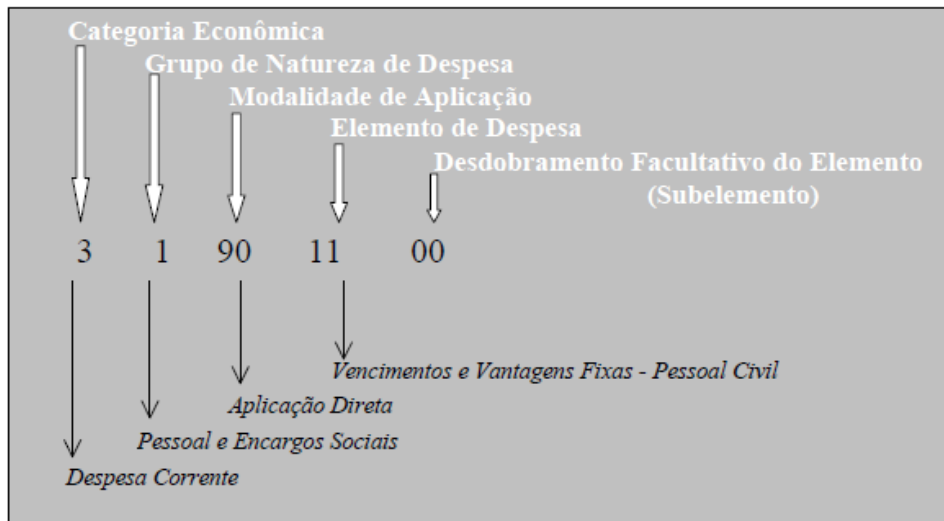 Categoria Econômica
Grupo de Natureza de Despesa
Modalidade de Aplicação
Elemento de Despesa
Desdobramento Facultativo do Elemento
(Subelemento)
3 1 90 11 00
Vencimentos e Vantagens Fixas - Pessoal Civil
Aplicação Direta
Pessoal e Encargos Sociais
Despesa Corrente